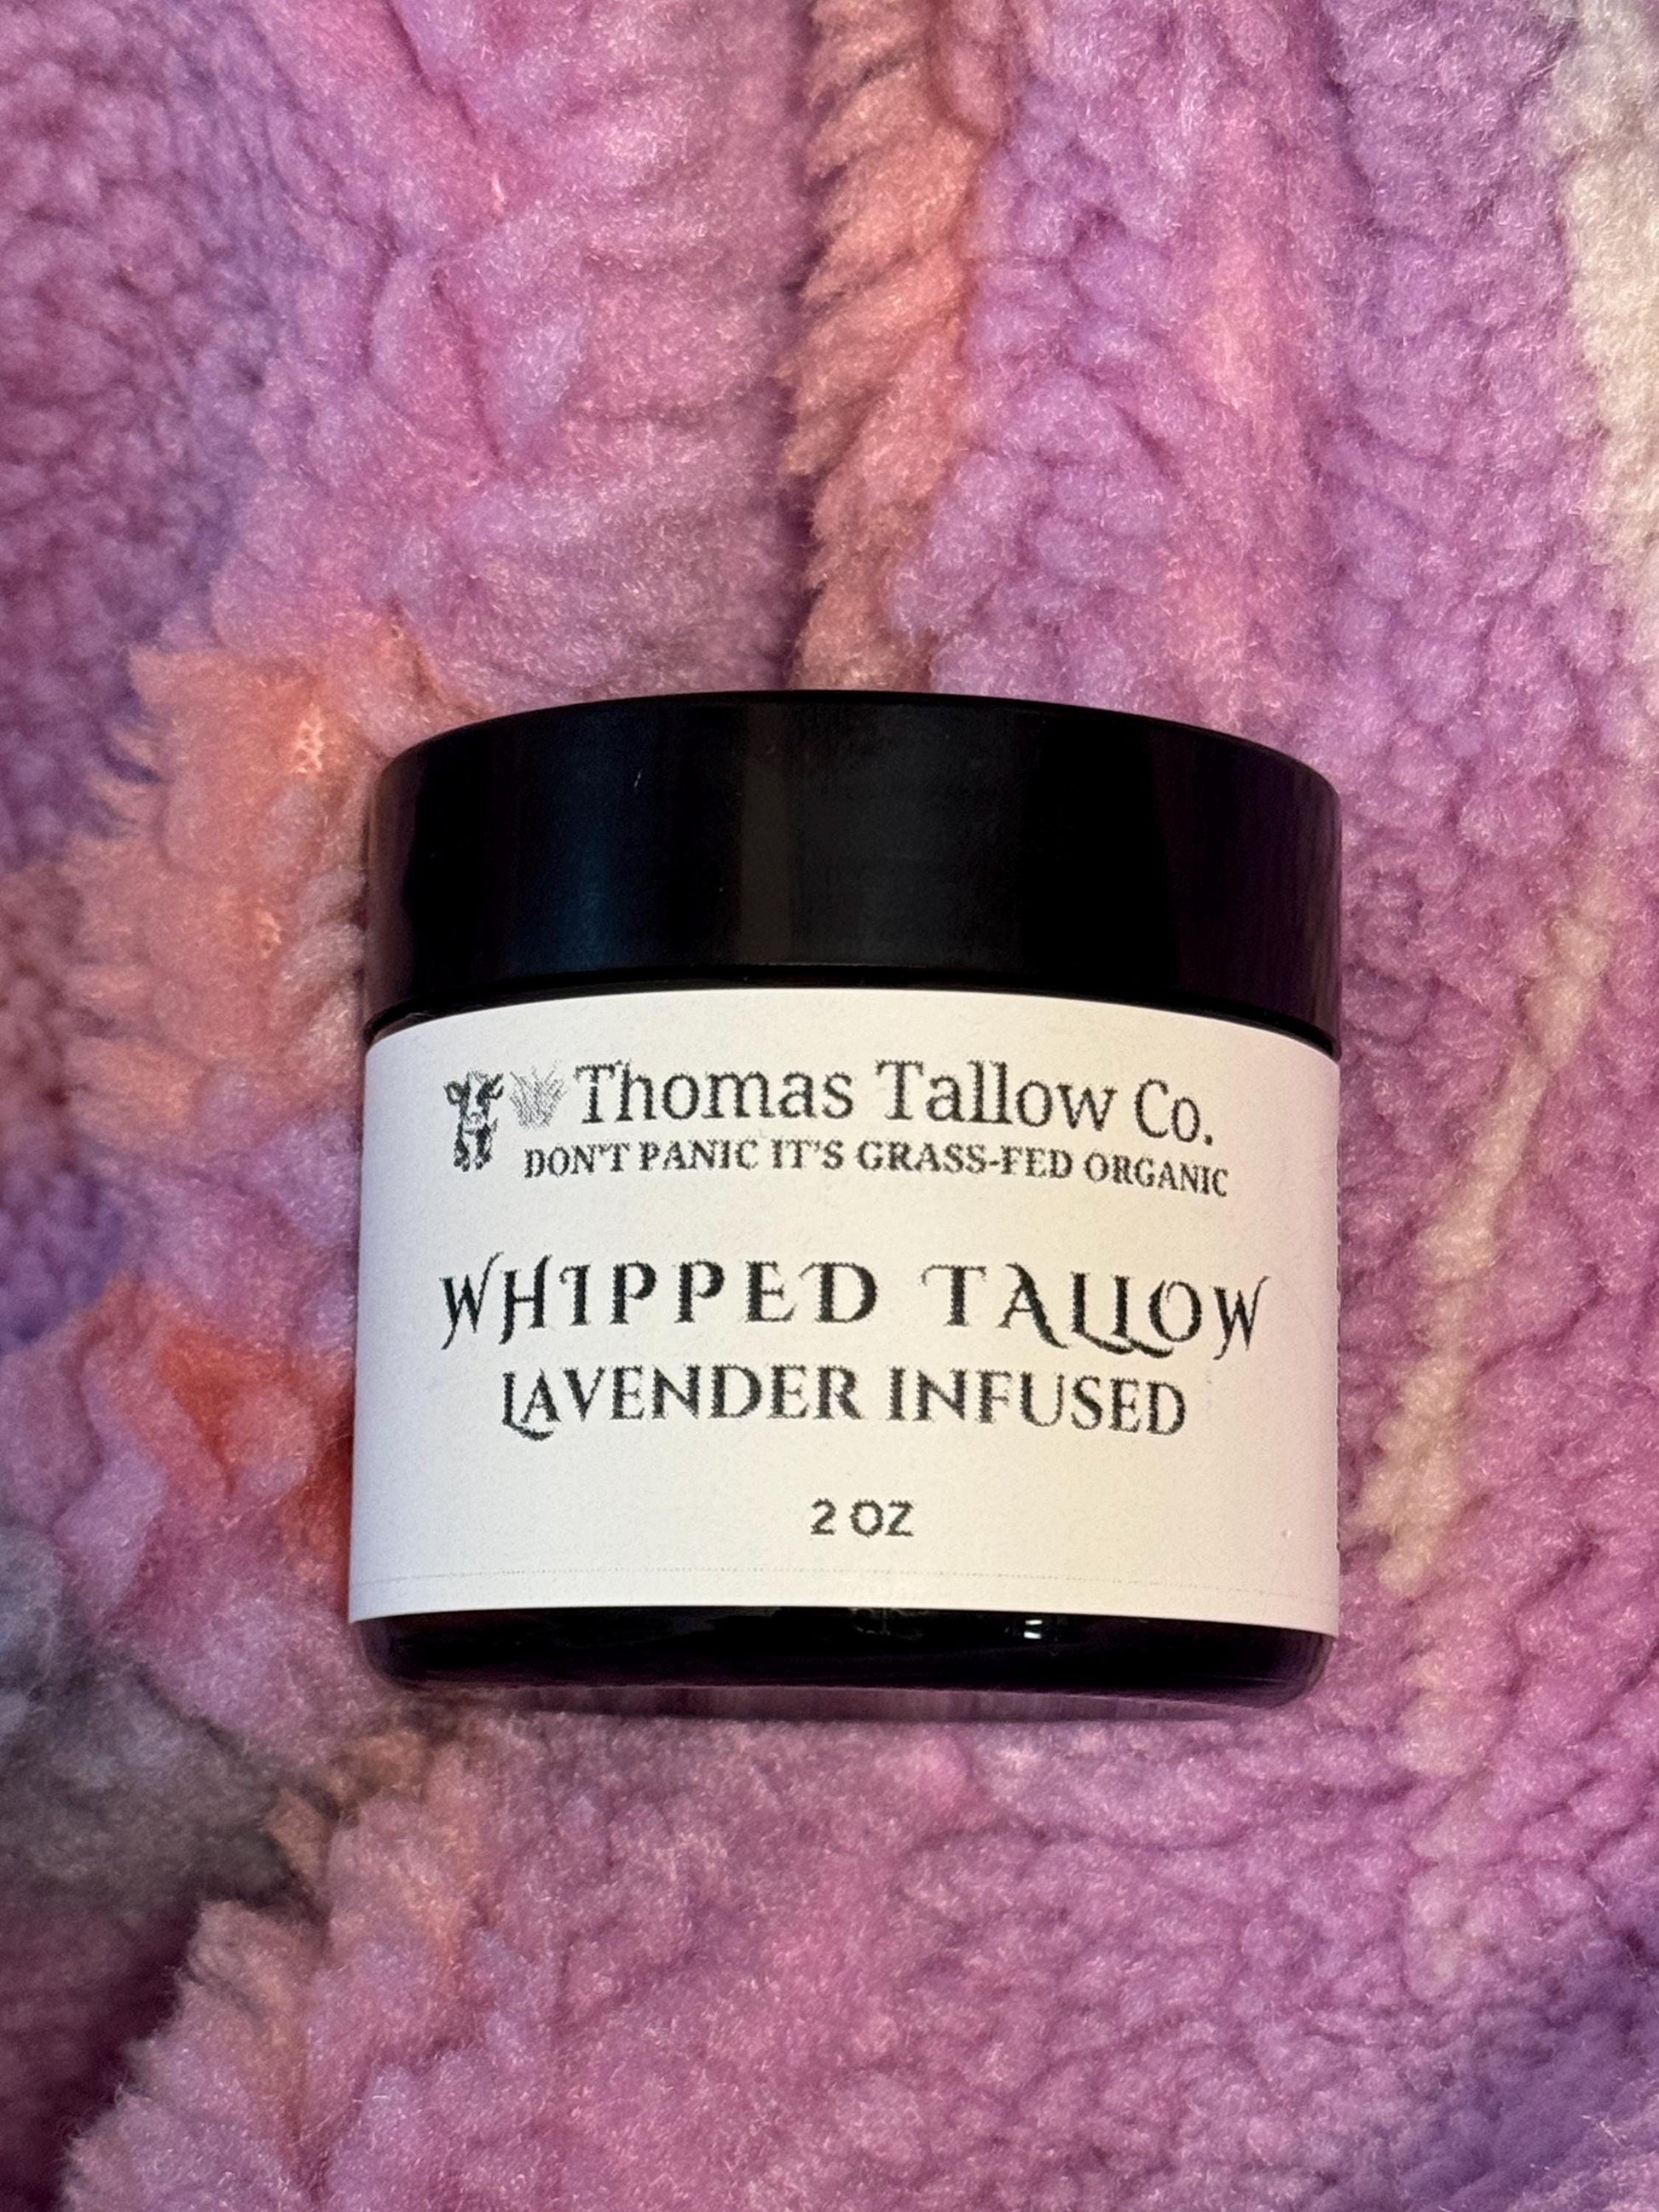 Thomas Tallow Co.
DON'T PANIC IT'S GRASS-FED ORGANIC
WHIPPED TALLOW
LAVENDER INFUSED
2 OZ